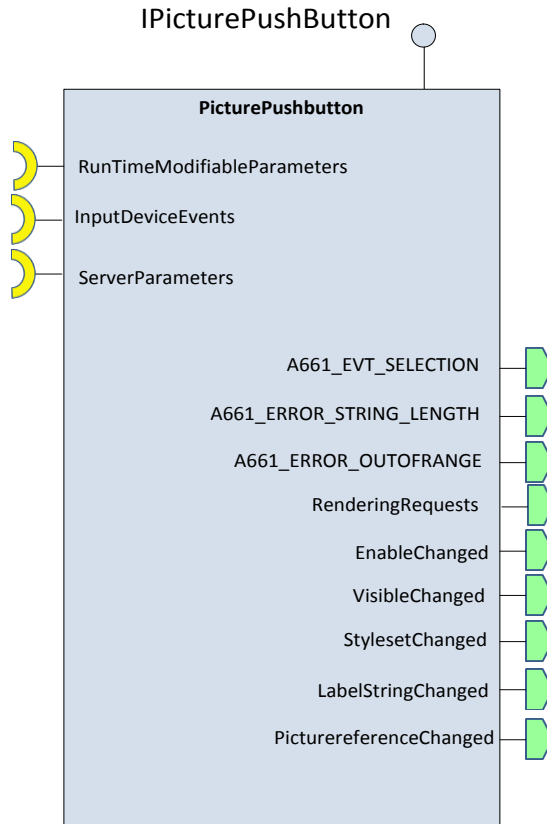 IPicturePushButton
PicturePushbutton
RunTimeModifiableParameters
InputDeviceEvents
ServerParameters
A661_EVT_SELECTION
A661_ERROR_STRING_LENGTH
A661_ERROR_OUTOFRANGE
RenderingRequests
EnableChanged
VisibleChanged
StylesetChanged
LabelStringChanged
PicturereferenceChanged